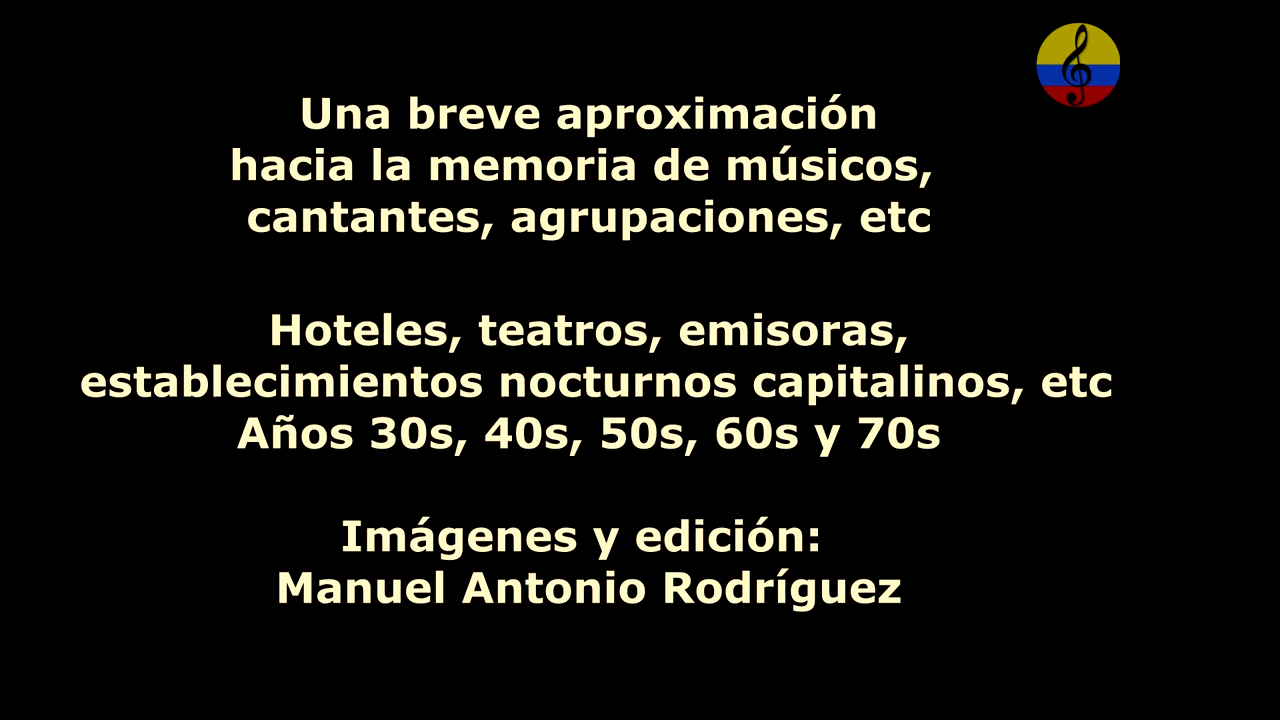 Una breve aproximación
hacia la memoria de músicos,
cantantes, agrupaciones, etc
Hoteles, teatros, emisoras,
establecimientos nocturnos capitalinos, etc
Años 30s, 40s, 50s, 60s y 70s
Imágenes y edición:
Manuel Antonio Rodríguez